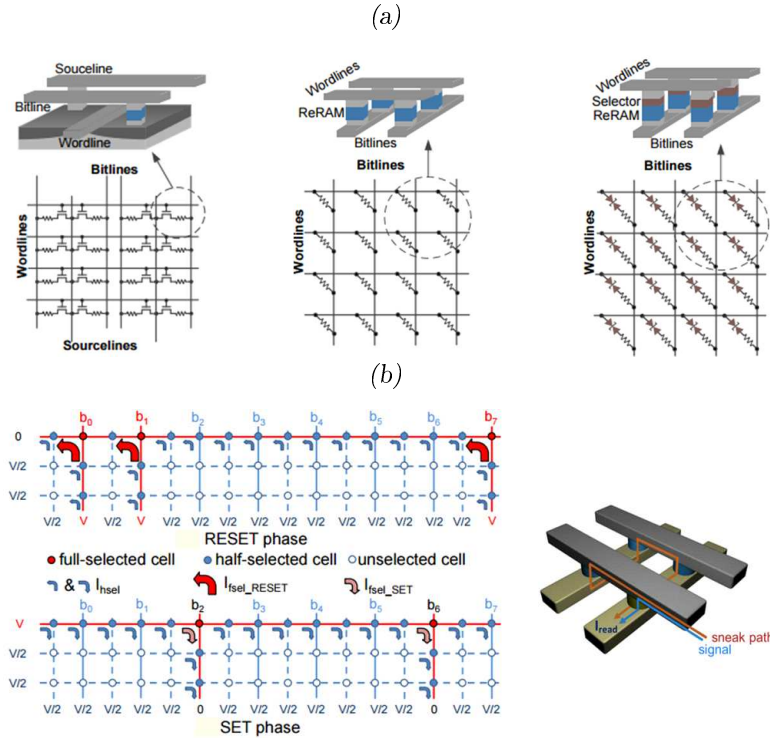 (a)
Souceline
Bitline
Wordline
Bitlines
Wordlines
Sourcelines
Wordlines
ReRAM
Bitlines
Bitlines
Wordlines
Wordlines
Selector
ReRAM
Bitlines
Bitlines
Wordlines
(b)
b0 b1 b2 b3 b4 b5 b6 b7
0
V/2
V/2
V/2 V V V/2 V/2 V/2 V/2 V/2 V/2 V
RESET phase
full-selected cell half-selected cell unselected cell
& Ihsel Ifsel_RESET Ifsel_SET
b0 b1 b2 b3 b4 b5 b6 b7
V
V/2
V/2
V/2 V/2 V/2 0 V/2 V/2 V/2 V/2 0 V/2
SET phase
Iread
sneak path
signal